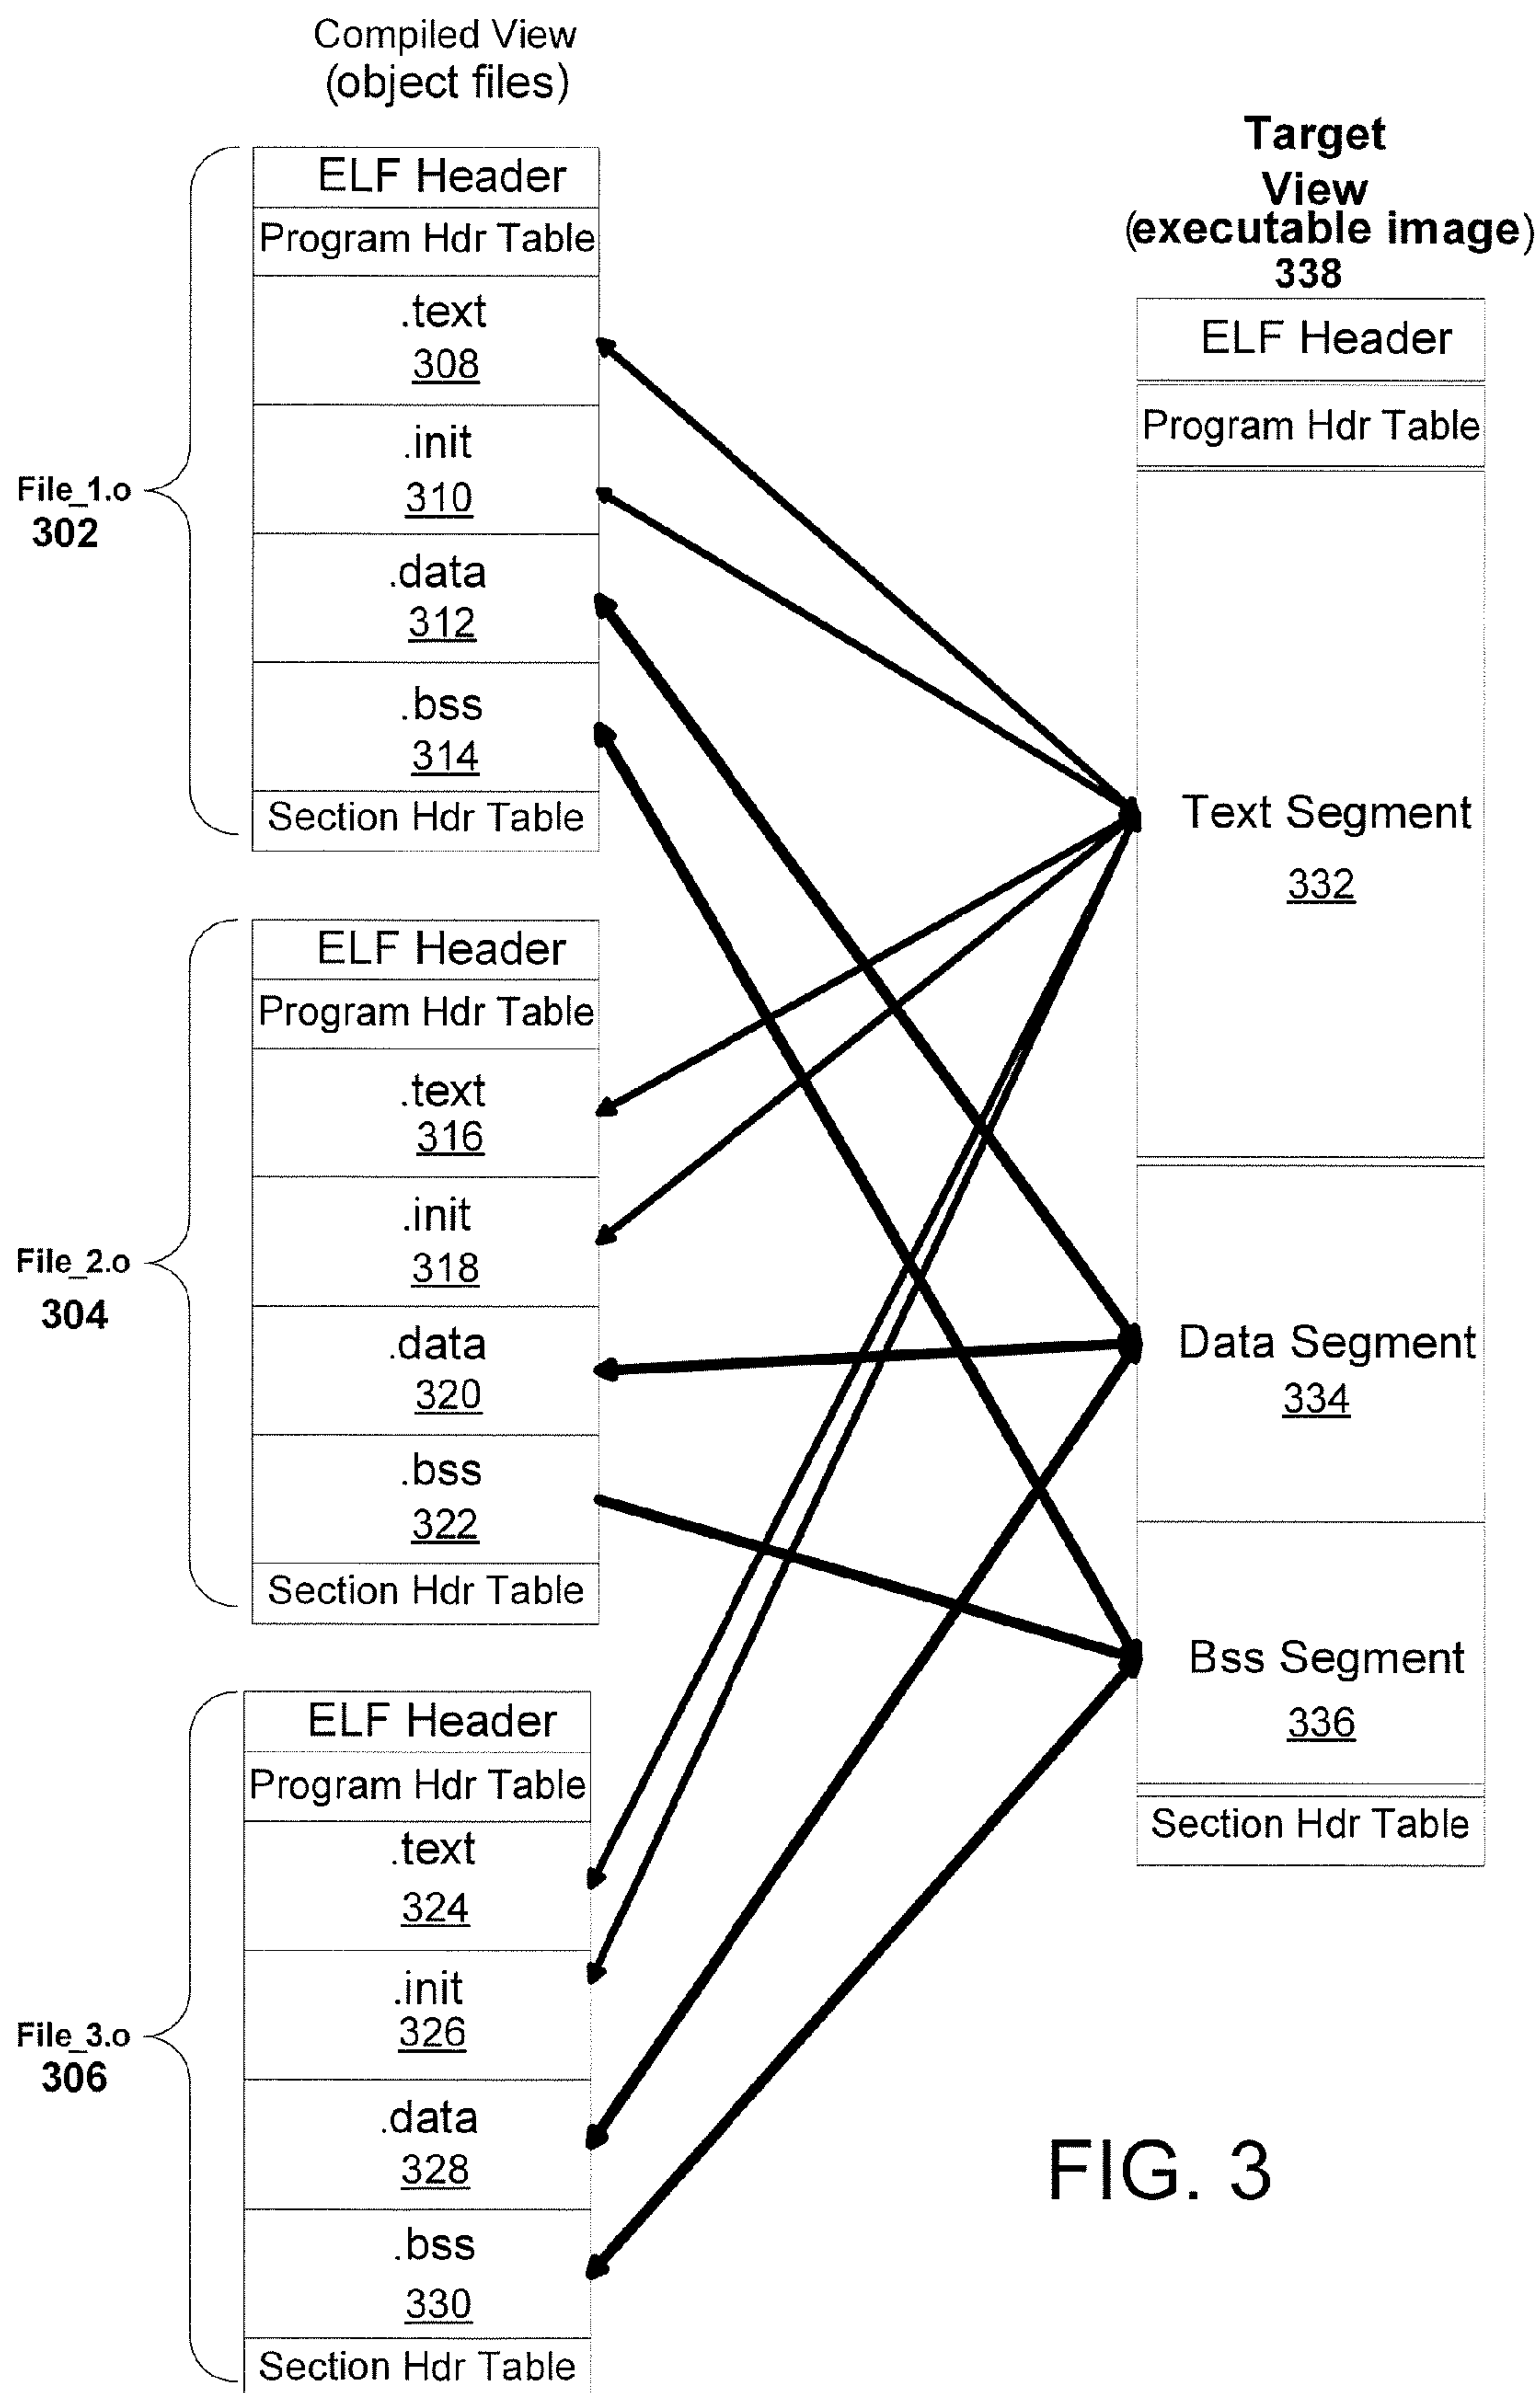 Compiled View
(object files)
ELF Header
Program Hdr Table
.text
308
.init
310
.data
312
.bss
314
Section Hdr Table
File_1.o
302
ELF Header
Program Hdr Table
.text
316
.init
318
.data
320
.bss
322
Section Hdr Table
File_2.o
304
ELF Header
Program Hdr Table
.text
324
.init
326
.data
328
.bss
330
Section Hdr Table
File_3.o
306
Target
View
(executable image)
338
ELF Header
Program Hdr Table
Text Segment
332
Data Segment
334
Bss Segment
336
Section Hdr Table
FIG. 3